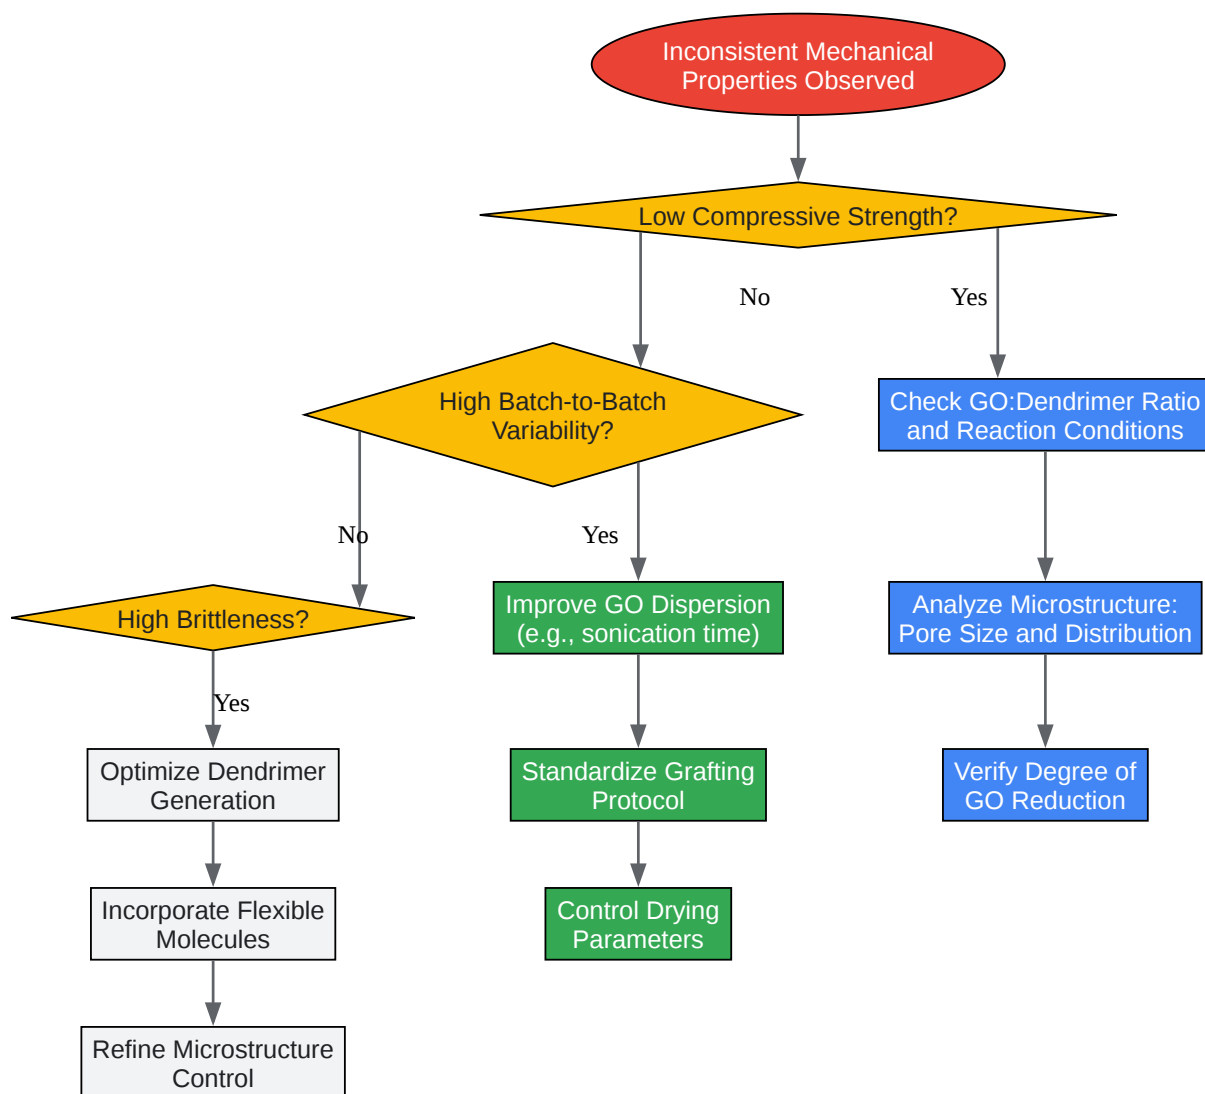 Inconsistent Mechanical
Properties Observed
Low Compressive Strength?
No
Yes
High Batch-to-Batch
Variability?
Check GO:Dendrimer Ratio
and Reaction Conditions
No
Yes
High Brittleness?
Improve GO Dispersion
(e.g., sonication time)
Analyze Microstructure:
Pore Size and Distribution
Yes
Optimize Dendrimer
Generation
Standardize Grafting
Protocol
Verify Degree of
GO Reduction
Incorporate Flexible
Molecules
Control Drying
Parameters
Refine Microstructure
Control